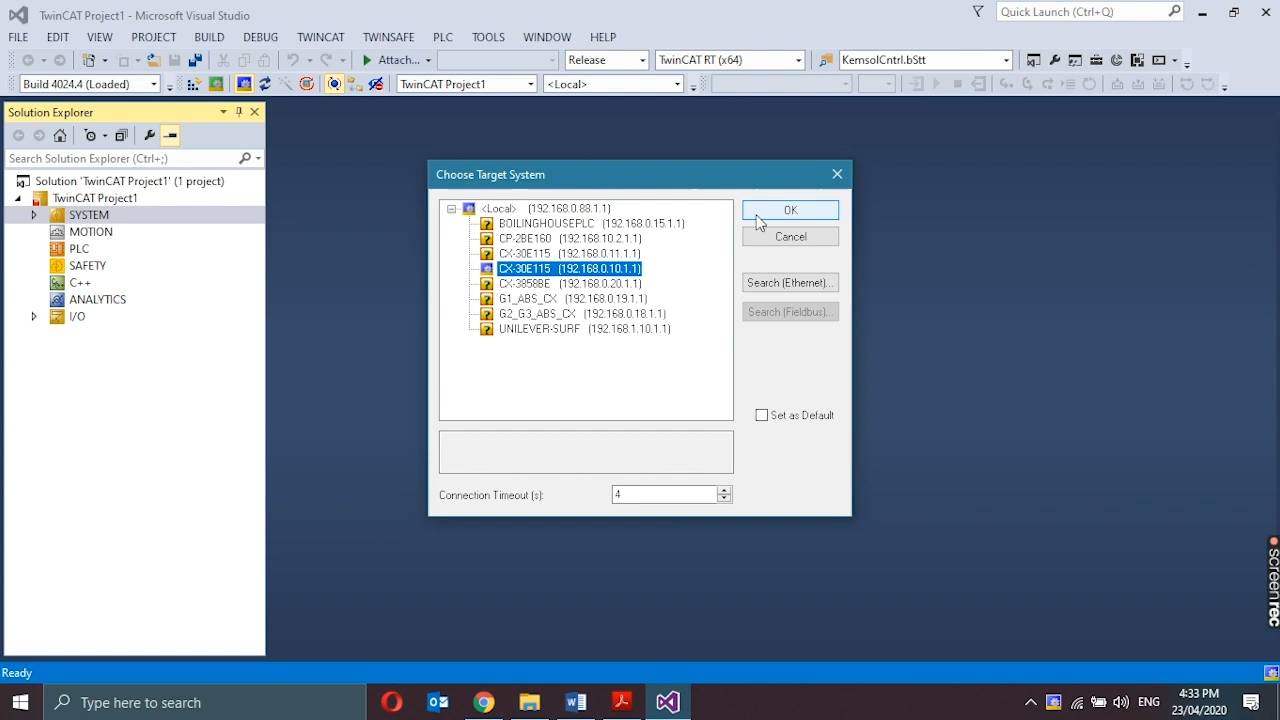 TwinCAT Project1 - Microsoft Visual Studio
Quick Launch (Ctrl+Q)
FILE EDIT VIEW PROJECT BUILD DEBUG TWINCAT TWINSAFE PLC TOOLS WINDOW HELP
Attach... Release TwinCAT RT (x64) KemsolCntrl.bStt
Build 4024.4 (Loaded) TwinCAT Project1 <Local>
Solution Explorer
Search Solution Explorer (Ctrl+;)
Solution 'TwinCAT Project1' (1 project)
TwinCAT Project1
SYSTEM
MOTION
PLC
SAFETY
C++
ANALYTICS
I/O
Choose Target System
<Local> (192.168.0.88.1.1)
BOILINGHOUSEPLC (192.168.0.15.1.1)
CP-2BE160 (192.168.10.2.1.1)
CX-30E115 (192.168.0.11.1.1)
CX-30E115 (192.168.0.10.1.1)
CX-3858BE (192.168.0.20.1.1)
G1_ABS_CX (192.168.0.19.1.1)
G2_G3_ABS_CX (192.168.0.18.1.1)
UNILEVER-SURF (192.168.1.10.1.1)
OK
Cancel
Search (Ethernet)...
Search (Fieldbus)...
Set as Default
Connection Timeout (s):
4
screenrec
Ready
Type here to search
ENG
4:33 PM
23/04/2020